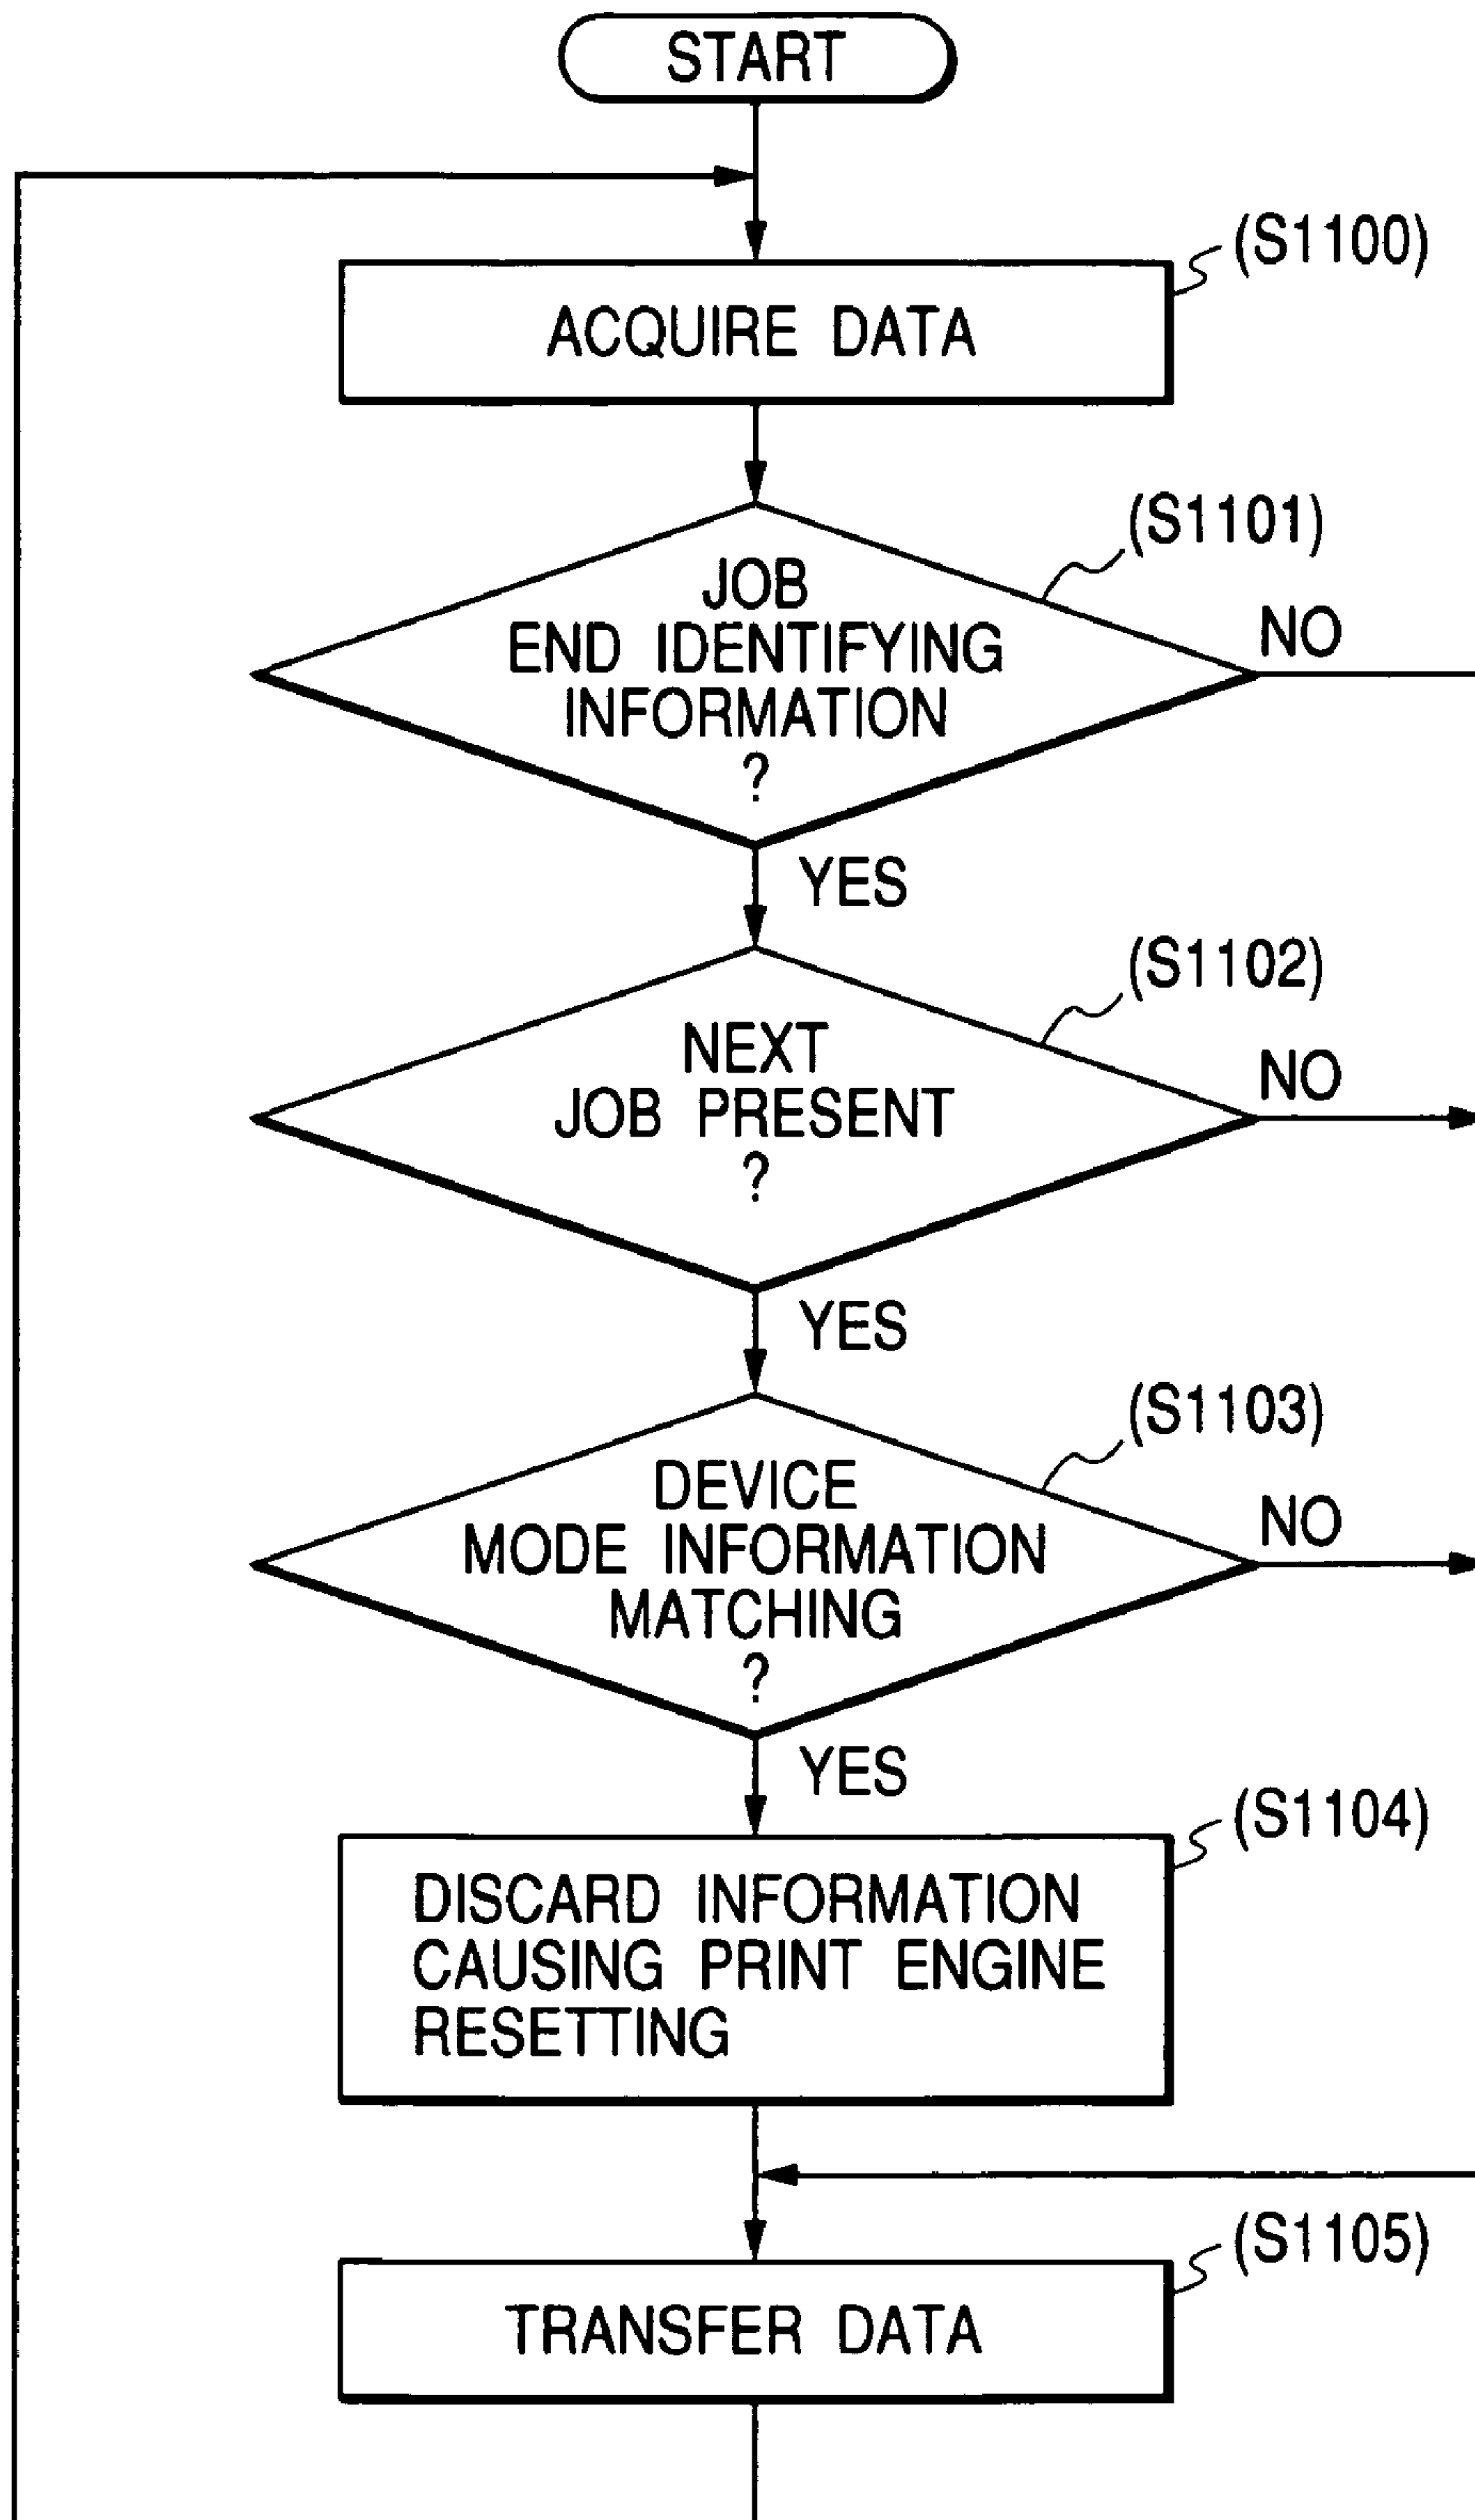 START
(S1100)
ACQUIRE DATA
(S1101)
JOB
END IDENTIFYING
INFORMATION
?
NO
YES
(S1102)
NEXT
JOB PRESENT
?
NO
YES
(S1103)
DEVICE
MODE INFORMATION
MATCHING
?
NO
YES
(S1104)
DISCARD INFORMATION
CAUSING PRINT ENGINE
RESETTING
(S1105)
TRANSFER DATA